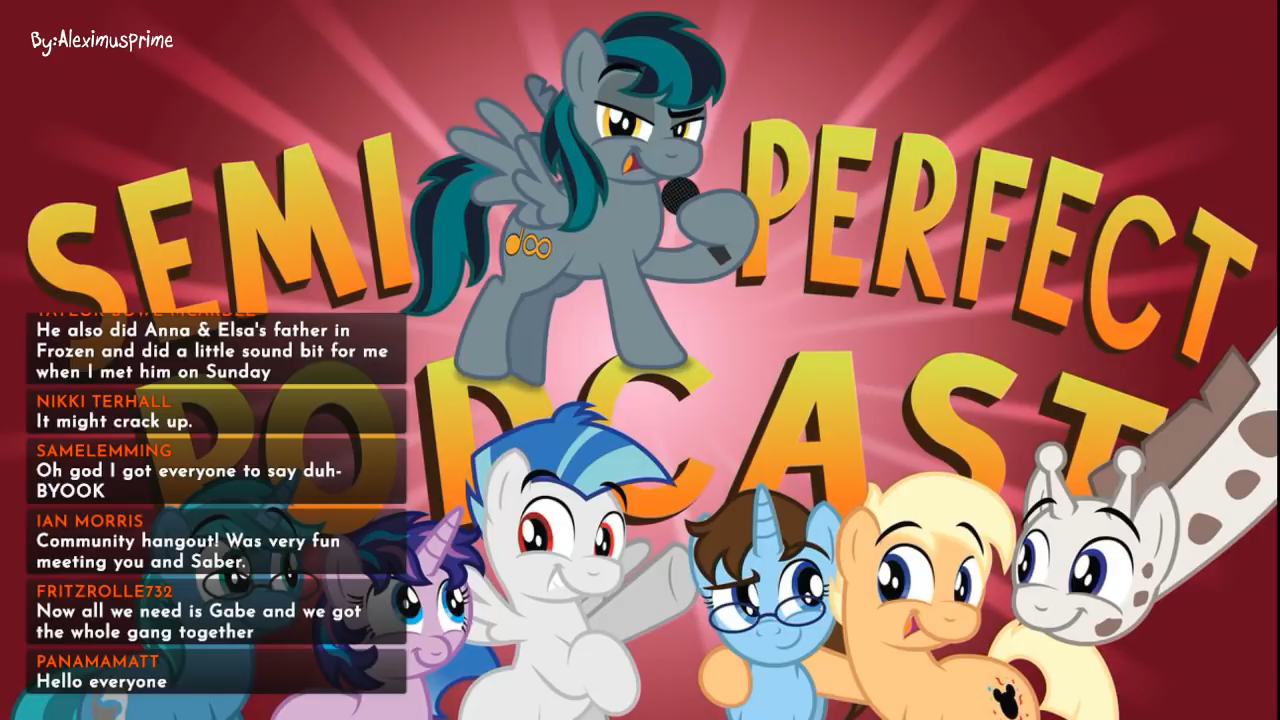 By:Aleximusprime
SEMI PERFECT
PODCAST
He also did Anna & Elsa's father in
Frozen and did a little sound bit for me
when I met him on Sunday
NIKKI TERHALL
It might crack up.
SAMELEMMING
Oh god I got everyone to say duh-
BYOOK
IAN MORRIS
Community hangout! Was very fun
meeting you and Saber.
FRITZROLLE732
Now all we need is Gabe and we got
the whole gang together
PANAMAMATT
Hello everyone